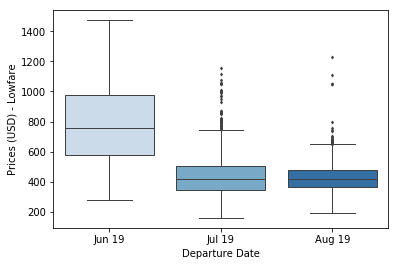 1400
1200
1000
800
600
400
200
Prices (USD) - Lowfare
Jun 19
Jul 19
Aug 19
Departure Date